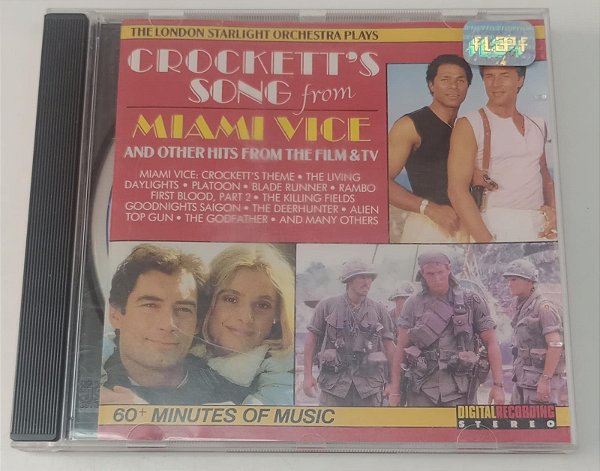 THE LONDON STARLIGHT ORCHESTRA PLAYS
CROCKETT'S
SONG from
MIAMI VICE
AND OTHER HITS FROM THE FILM & TV
MIAMI VICE: CROCKETT'S THEME • THE LIVING
DAYLIGHTS • PLATOON • BLADE RUNNER • RAMBO
FIRST BLOOD, PART 2 • THE KILLING FIELDS
GOODNIGHTS SAIGON • THE DEERHUNTER • ALIEN
TOP GUN • THE GODFATHER • AND MANY OTHERS
60+ MINUTES OF MUSIC
DIGITAL RECORDING
STEREO